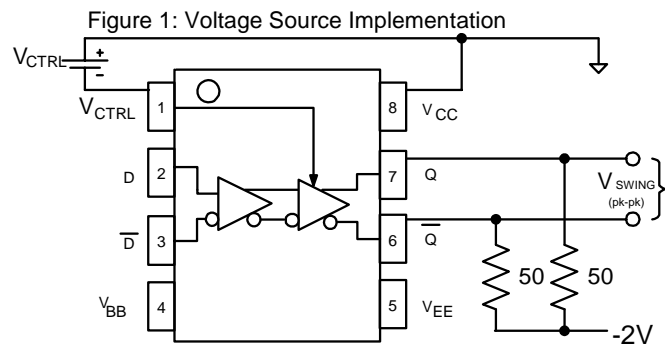 Figure 1: Voltage Source Implementation
VCTRL
+
-
VCTRL
1
8
VCC
D
2
7
Q
VSWING
(pk-pk)
D
3
6
Q
50
50
VBB
4
5
VEE
-2V